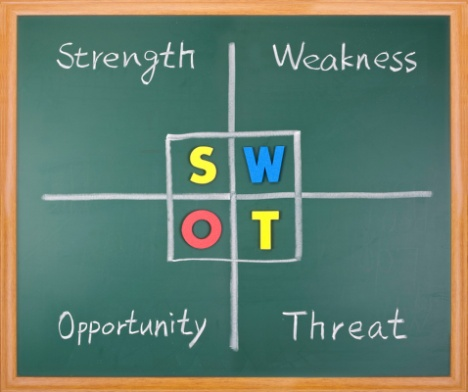 Strength Weakness
S W
O T
Opportunity Threat